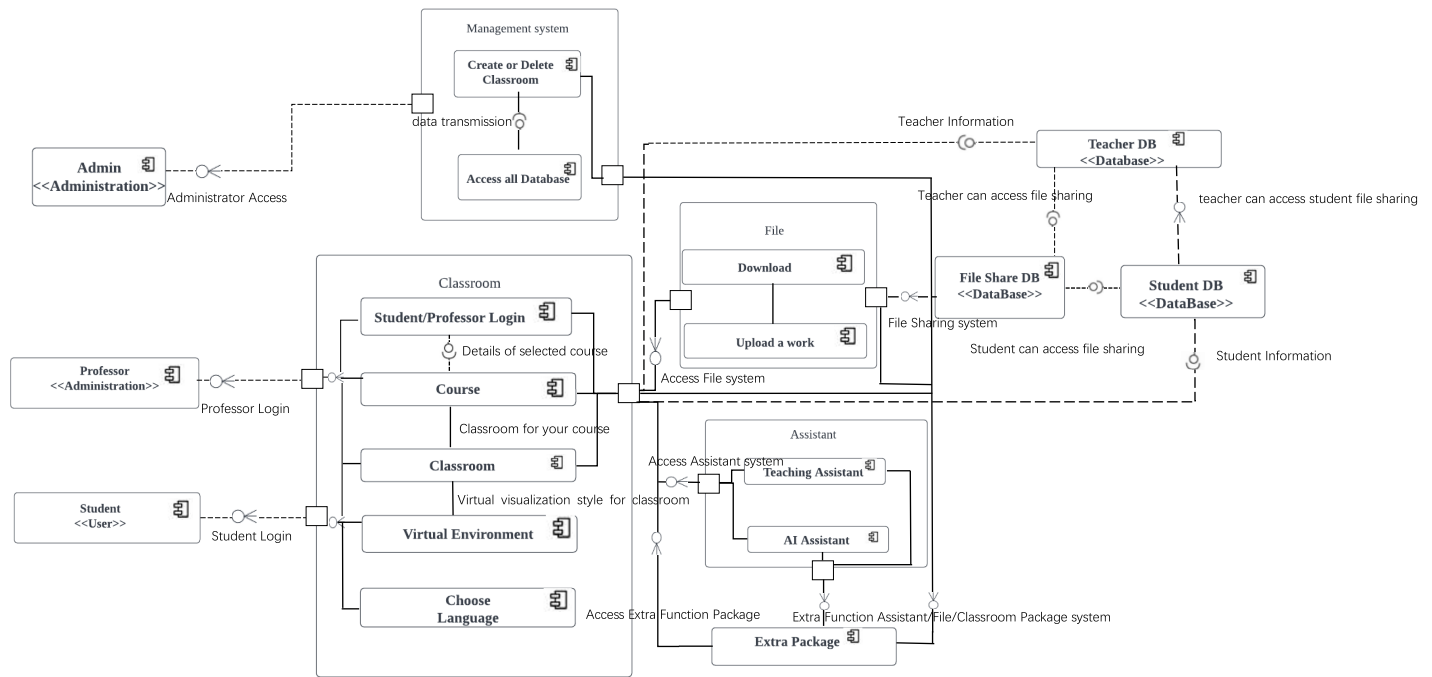 Management system
Create or Delete
Classroom
data transmission
Access all Database
Admin
<<Administration>>
Administrator Access
Teacher Information
Teacher DB
<<Database>>
Teacher can access file sharing
teacher can access student file sharing
File
Download
Upload a work
File Share DB
<<DataBase>>
Student DB
<<DataBase>>
File Sharing system
Student can access file sharing
Student Information
Access File system
Classroom
Student/Professor Login
Details of selected course
Course
Classroom for your course
Classroom
Virtual visualization style for classroom
Virtual Environment
Choose
Language
Professor
<<Administration>>
Professor Login
Student
<<User>>
Student Login
Assistant
Access Assistant system
Teaching Assistant
AI Assistant
Access Extra Function Package
Extra Function Assistant/File/Classroom Package system
Extra Package